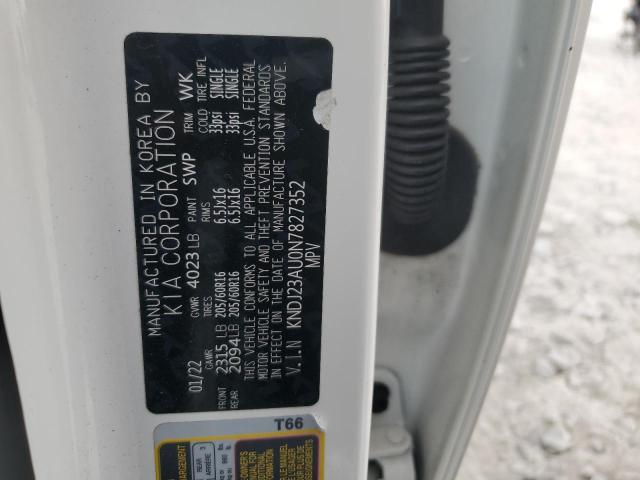 MANUFACTURED IN KOREA BY
KIA CORPORATION
01/22 GVWR 4023 LB PAINT SWP TRIM WK
GAWR TIRES RIMS COLD TIRE INFL
FRONT 2315 LB 205/60R16 6.5Jx16 33psi SINGLE
REAR 2094 LB 205/60R16 6.5Jx16 33psi SINGLE
THIS VEHICLE CONFORMS TO ALL APPLICABLE U.S.A. FEDERAL
MOTOR VEHICLE SAFETY AND THEFT PREVENTION STANDARDS
IN EFFECT ON THE DATE OF MANUFACTURE SHOWN ABOVE.
V.I.N KNDJ23AU0N7827352
MPV
T66
REAR 3
ARRIÈRE